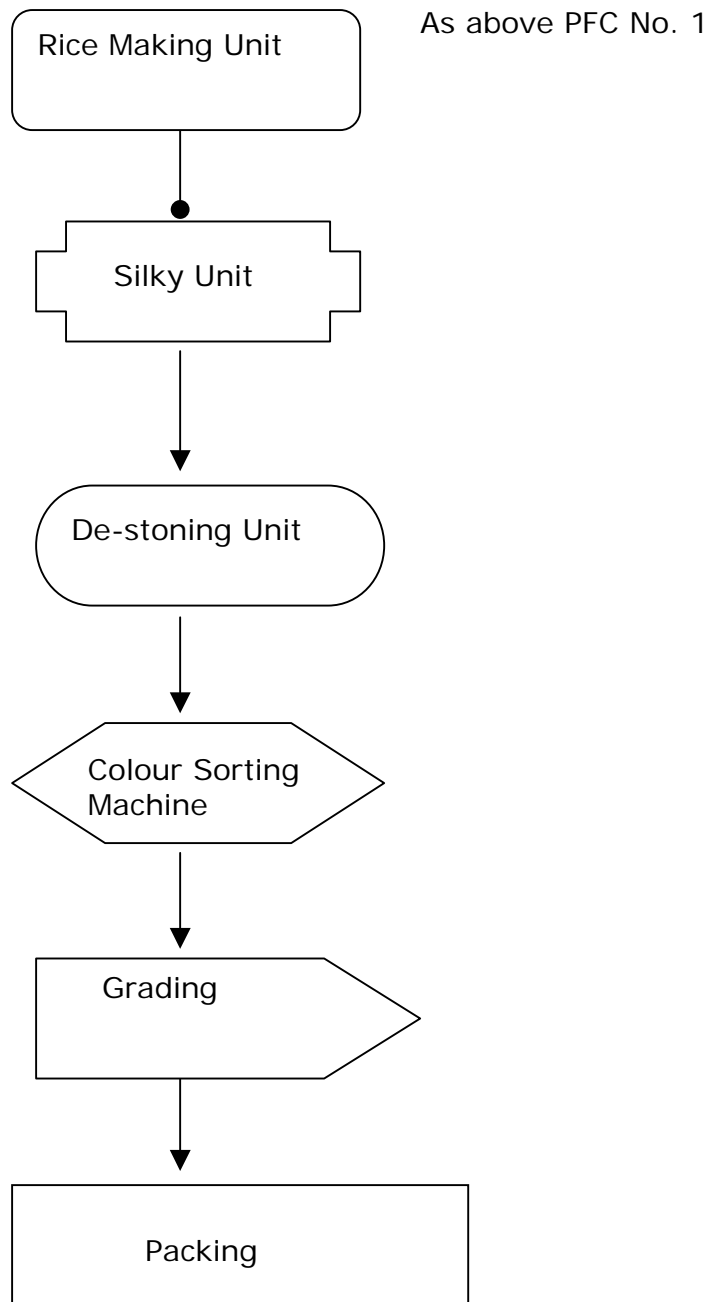 Rice Making Unit
As above PFC No. 1
Silky Unit
De-stoning Unit
Colour Sorting
Machine
Grading
Packing